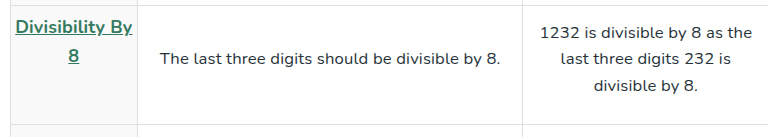 Divisibility By
8
The last three digits should be divisible by 8.
1232 is divisible by 8 as the
last three digits 232 is
divisible by 8.